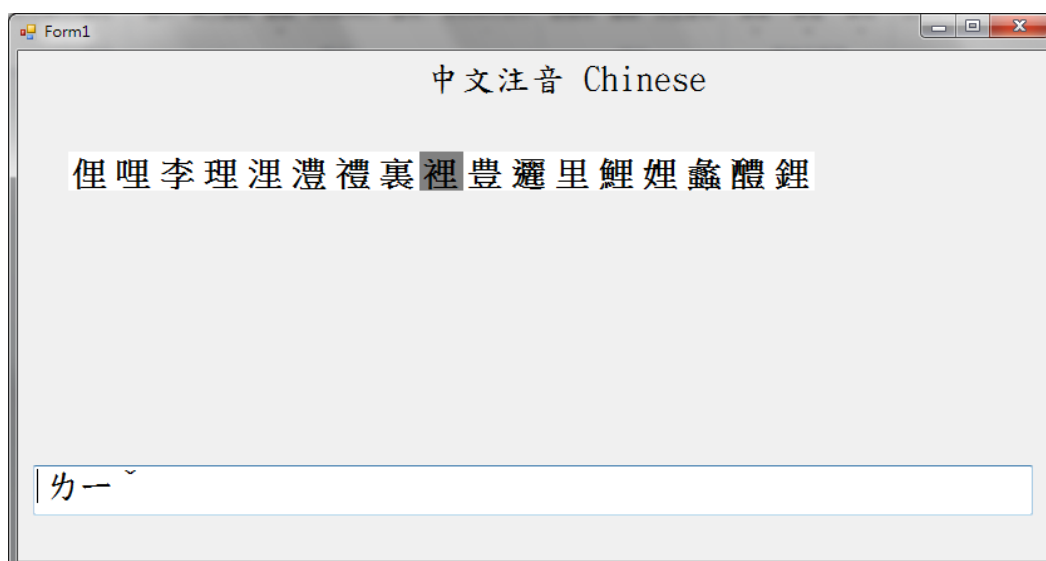 Form1
中文注音 Chinese
俚 哩 李 理 浬 澧 禮 裏 裡 豊 邐 里 鯉 娌 蠡 醴 鋰
ㄌㄧˇ